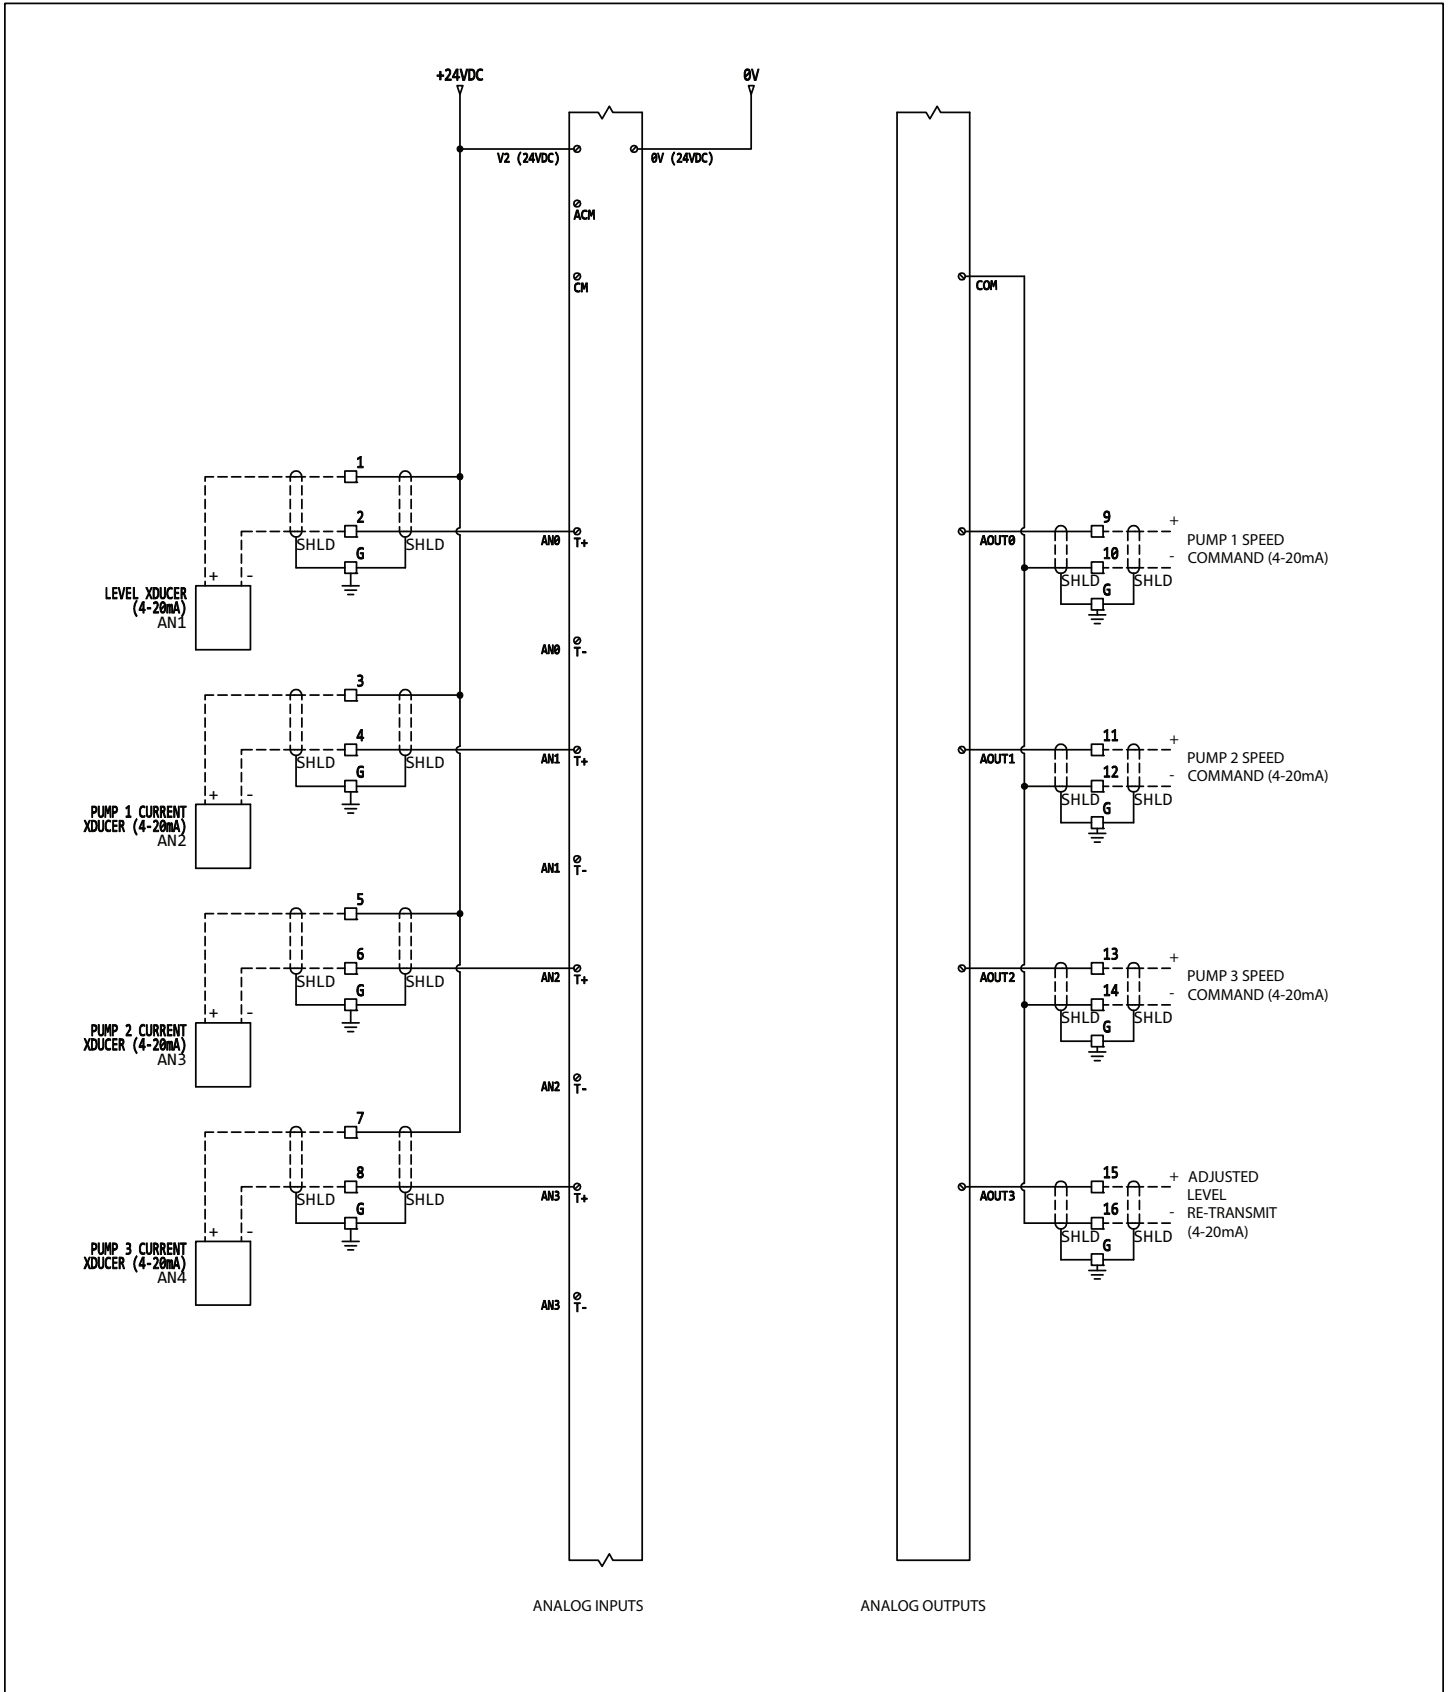 +24VDC
0V
V2 (24VDC)
0V (24VDC)
ACM
CM
COM
1
2
SHLD
SHLD
G
AN0
T+
+ -
LEVEL XDUCER
(4-20mA)
AN1
AN0
T-
3
4
SHLD
SHLD
G
AN1
T+
+ -
PUMP 1 CURRENT
XDUCER (4-20mA)
AN2
AN1
T-
5
6
SHLD
SHLD
G
AN2
T+
+ -
PUMP 2 CURRENT
XDUCER (4-20mA)
AN3
AN2
T-
7
8
SHLD
SHLD
G
AN3
T+
+ -
PUMP 3 CURRENT
XDUCER (4-20mA)
AN4
AN3
T-
AOUT0
9
10
SHLD
SHLD
G
+
-
PUMP 1 SPEED
COMMAND (4-20mA)
AOUT1
11
12
SHLD
SHLD
G
+
-
PUMP 2 SPEED
COMMAND (4-20mA)
AOUT2
13
14
SHLD
SHLD
G
+
-
PUMP 3 SPEED
COMMAND (4-20mA)
AOUT3
15
16
SHLD
SHLD
G
+
-
ADJUSTED
LEVEL
RE-TRANSMIT
(4-20mA)
ANALOG INPUTS
ANALOG OUTPUTS